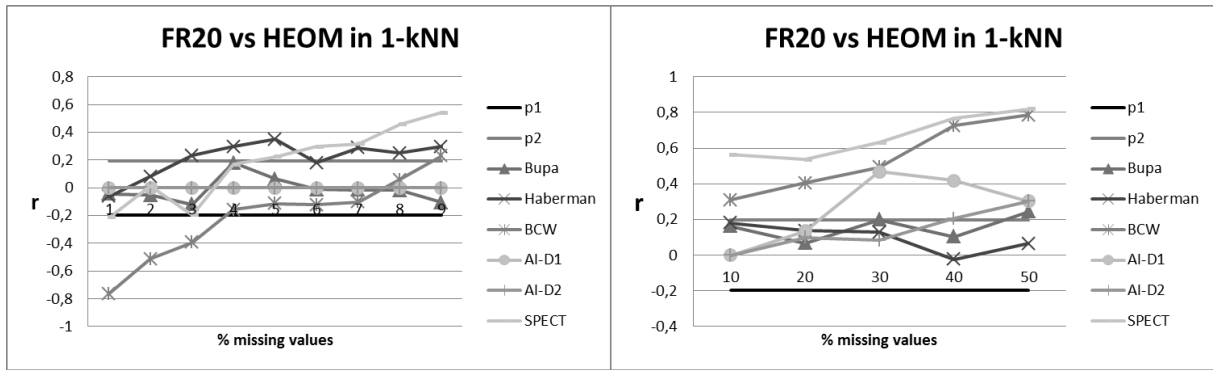 FR20 vs HEOM in 1-kNN
0,8
0,6
0,4
0,2
0
-0,2
-0,4
-0,6
-0,8
-1
r
1 2 3 4 5 6 7 8 9
% missing values
p1
p2
Bupa
Haberman
BCW
AI-D1
AI-D2
SPECT
FR20 vs HEOM in 1-kNN
1
0,8
0,6
0,4
0,2
0
-0,2
-0,4
r
10 20 30 40 50
% missing values
p1
p2
Bupa
Haberman
BCW
AI-D1
AI-D2
SPECT